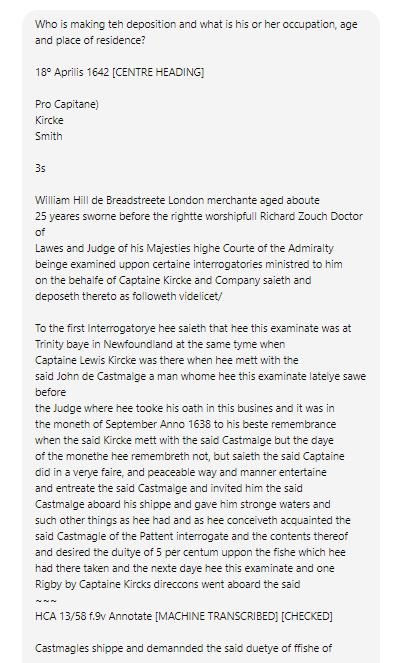 Who is making teh deposition and what is his or her occupation, age
and place of residence?
18º Aprilis 1642 [CENTRE HEADING]
Pro Capitane)
Kircke
Smith
3s
William Hill de Breadstreete London merchante aged aboute
25 yeares sworne before the rightte worshipfull Richard Zouch Doctor
of
Lawes and Judge of his Majesties highe Courte of the Admiralty
beinge examined uppon certaine interrogatories ministred to him
on the behalfe of Captaine Kircke and Company saieth and
deposeth thereto as followeth videlicet/
To the first Interrogatorye hee saieth that hee this examinate was at
Trinity baye in Newfoundland at the same tyme when
Captaine Lewis Kircke was there when hee mett with the
said John de Castmalge a man whome hee this examinate latelye sawe
before
the Judge where hee tooke his oath in this busines and it was in
the moneth of September Anno 1638 to his beste remembrance
when the said Kircke mett with the said Castmalge but the daye
of the monethe hee remembreth not, but saieth the said Captaine
did in a verye faire, and peaceable way and manner entertaine
and entreate the said Castmalge and invited him the said
Castmalge aboard his shippe and gave him stronge waters and
such other things as hee had and as hee conceiveth acquainted the
said Castmagle of the Pattent interrogate and the contents thereof
and desired the duitye of 5 per centum uppon the fishe which hee
had there taken and the nexte daye hee this examinate and one
Rigby by Captaine Kircks direccons went aboard the said
~~~
HCA 13/58 f.9v Annotate [MACHINE TRANSCRIBED] [CHECKED]
Castmagles shippe and demannded the said duetye of ffishe of